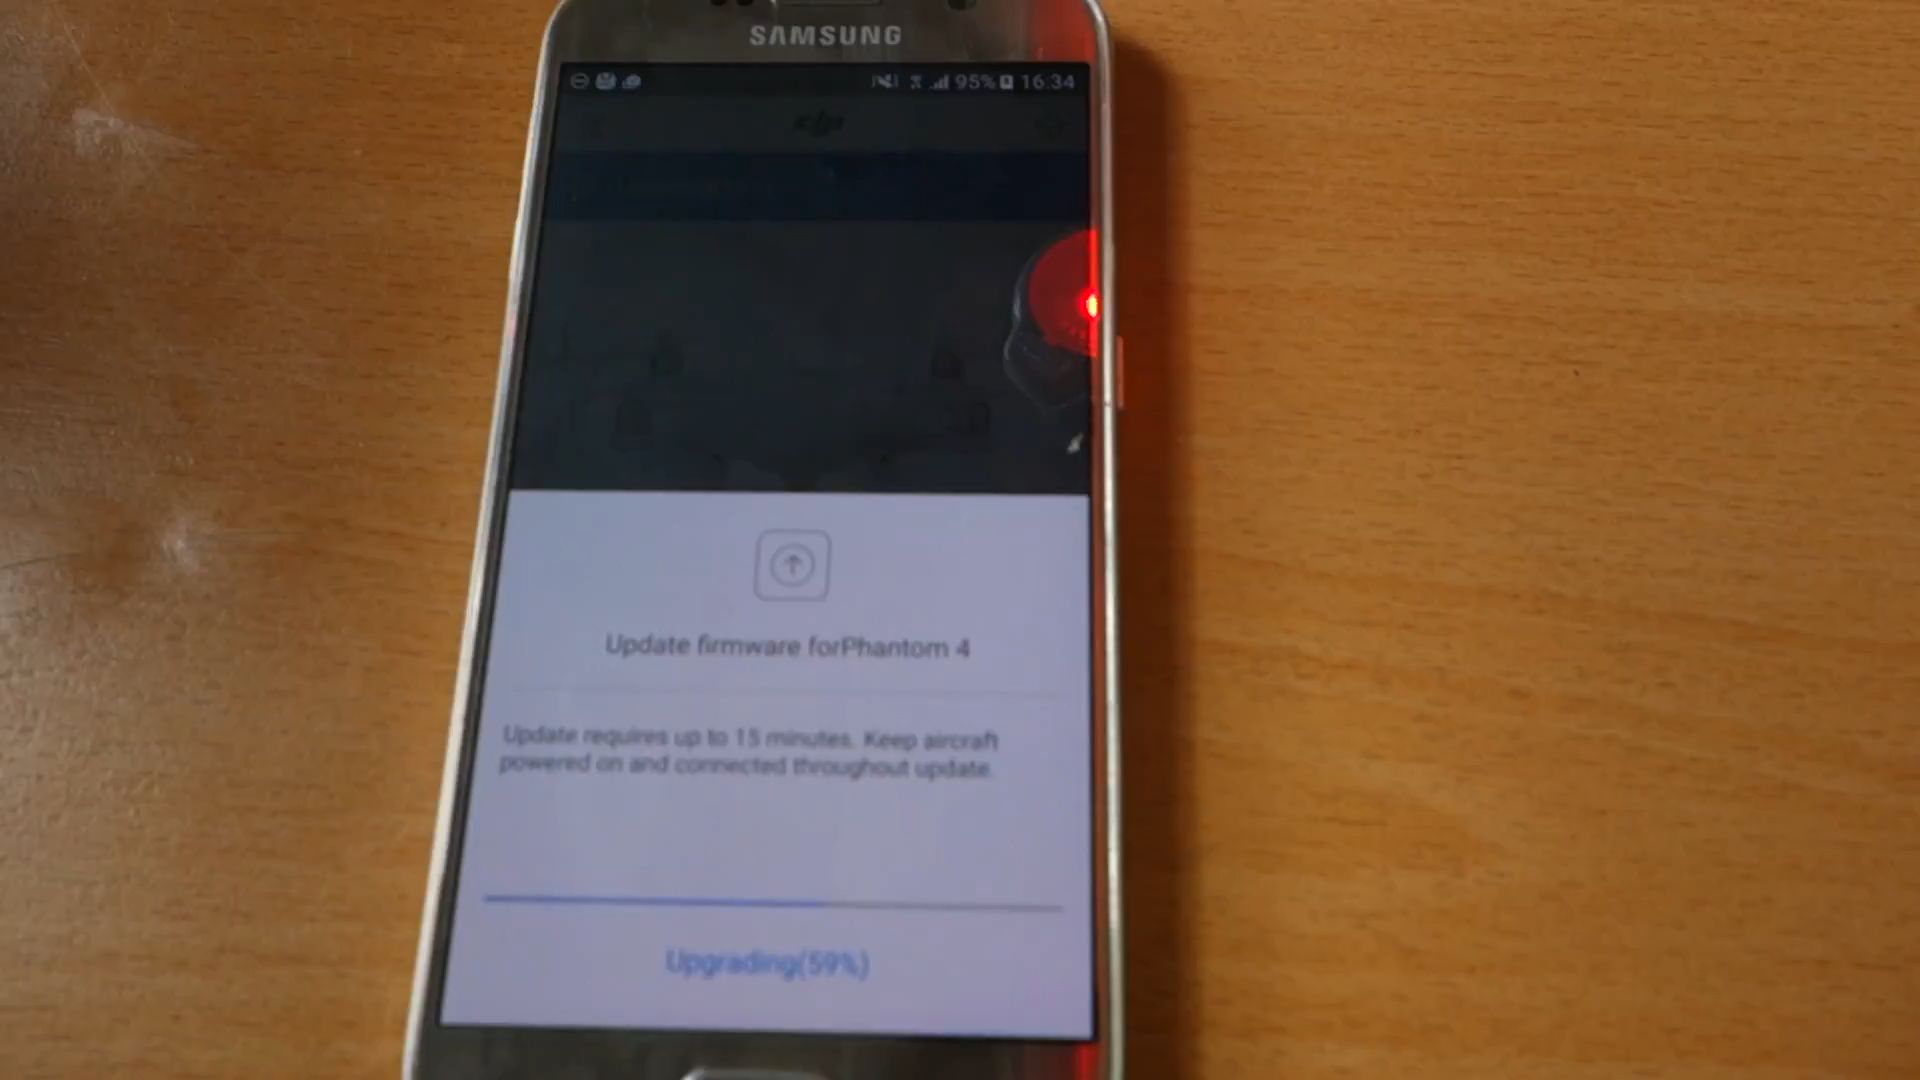 SAMSUNG
95% 16:34
dji
Update firmware forPhantom 4
Update requires up to 15 minutes. Keep aircraft
powered on and connected throughout update.
Upgrading(59%)